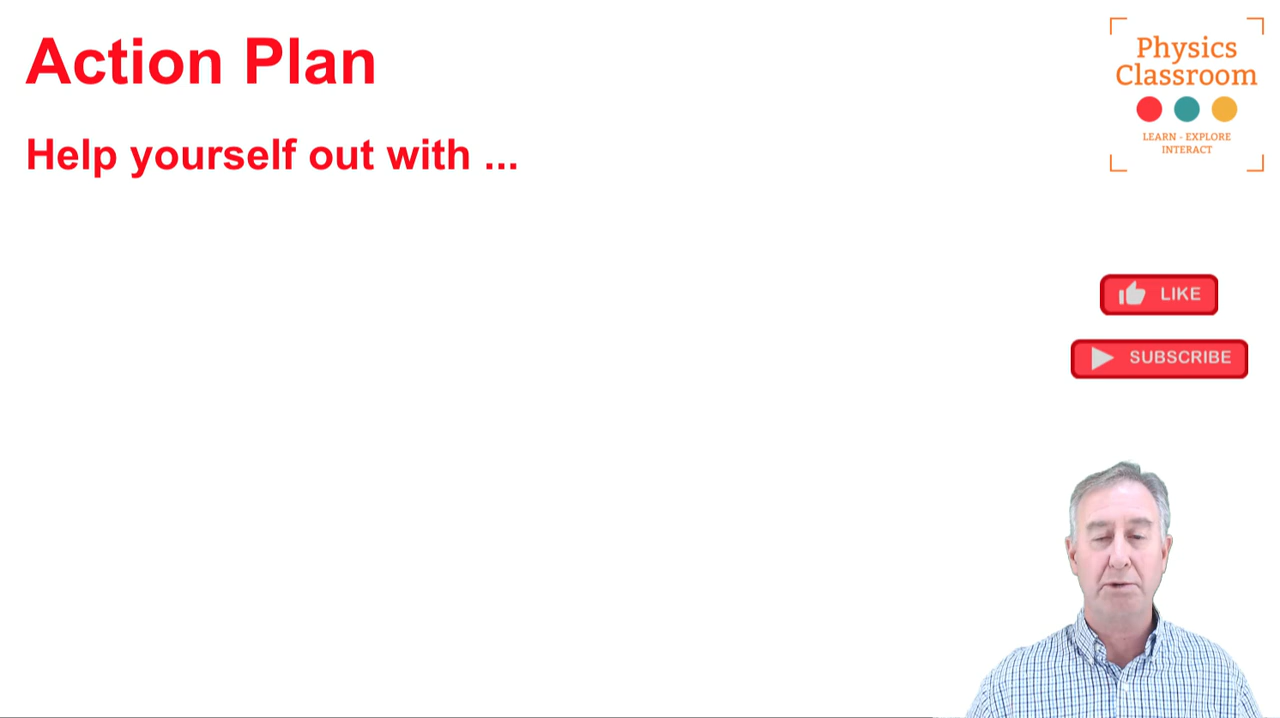 Action Plan
Help yourself out with ...
Physics
Classroom
LEARN - EXPLORE
INTERACT
LIKE
SUBSCRIBE